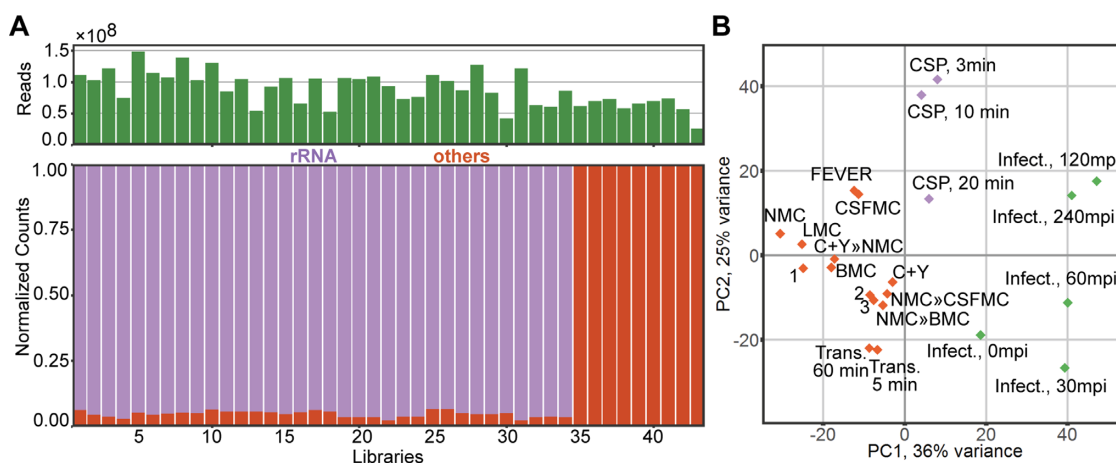 A
×10⁸
Reads
1.5
1.0
0.5
0.0
rRNA
others
Normalized Counts
1.00
0.75
0.50
0.25
0.00
5
10
15
20
25
30
35
40
Libraries
B
PC2, 25% variance
40
20
0
-20
CSP, 3min
CSP, 10 min
Infect., 120mp
FEVER
CSP, 20 min
CSFMC
Infect., 240mpi
NMC
LMC
C+Y»NMC
1
BMC
C+Y
Infect., 60mpi
2
3
NMC»CSFMC
NMC»BMC
Trans.
60 min
Trans.
5 min
Infect., 0mpi
Infect., 30mpi
-20
0
20
40
PC1, 36% variance